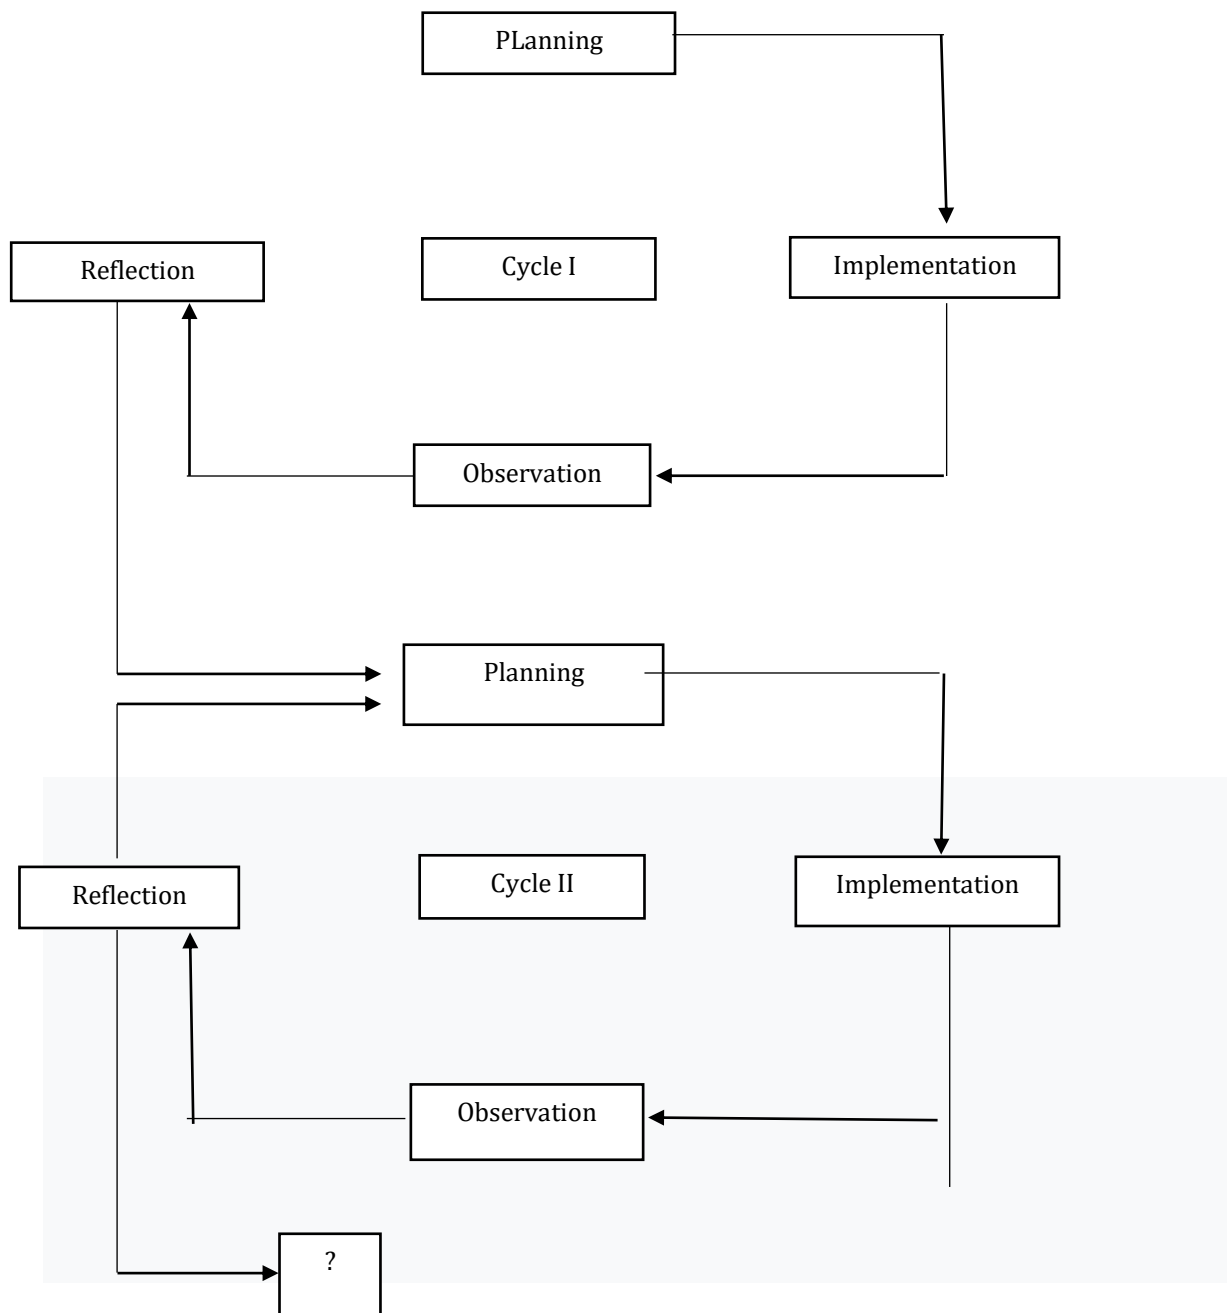 PLanning
Reflection
Cycle I
Implementation
Observation
Planning
Reflection
Cycle II
Implementation
Observation
?